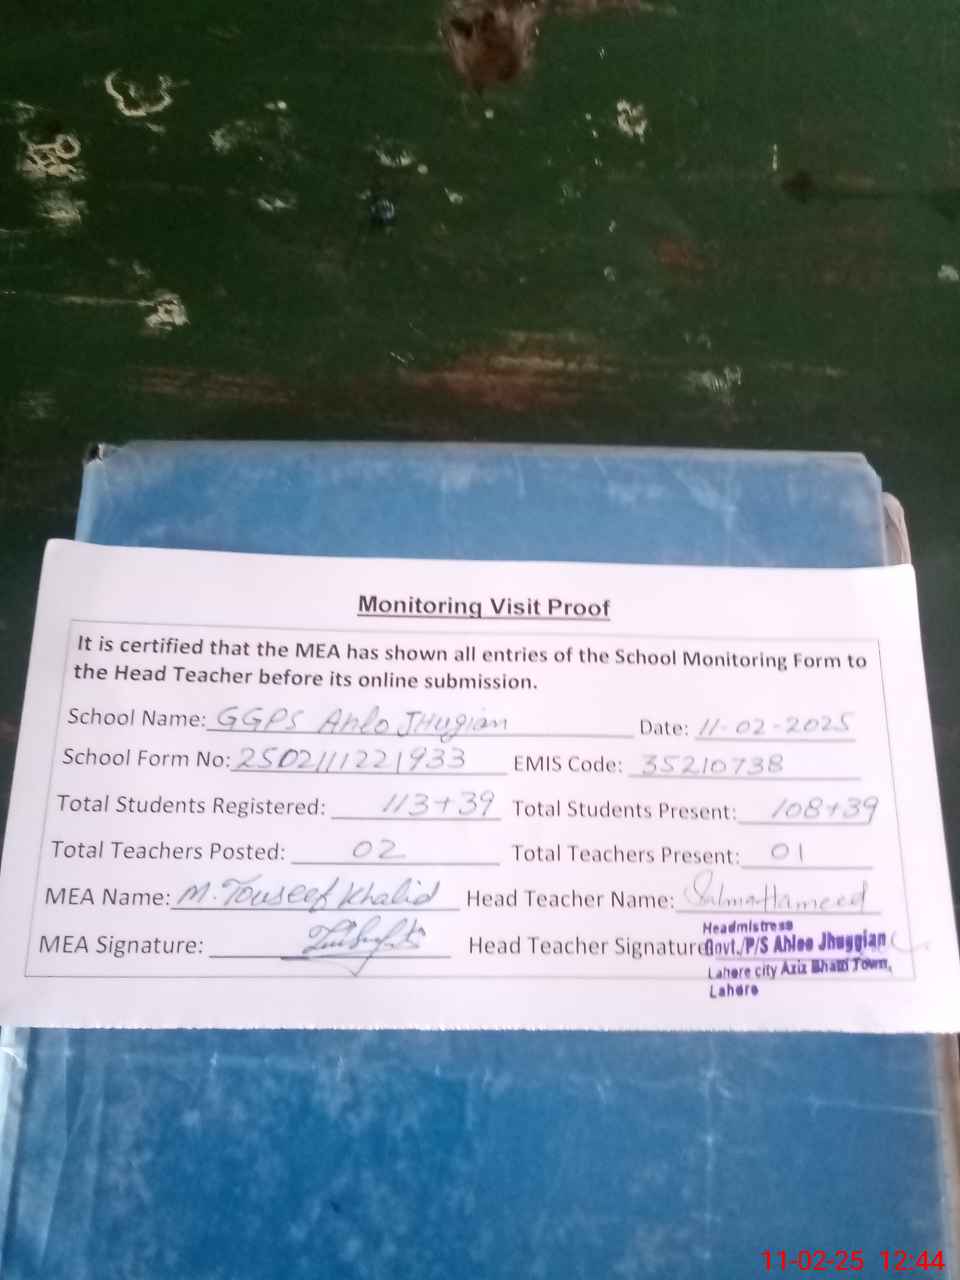 Monitoring Visit Proof
It is certified that the MEA has shown all entries of the School Monitoring Form to
the Head Teacher before its online submission.
School Name: GGPS Ahlo JHugian Date: 11-02-2025
School Form No: 2502111221933 EMIS Code: 35210738
Total Students Registered: 113+39 Total Students Present: 108+39
Total Teachers Posted: 02 Total Teachers Present: 01
MEA Name: M. Touseef Khalid Head Teacher Name: Salma Hameed
MEA Signature: Head Teacher Signature
Headmistress
Govt./P/S Ahloo Jhuggian
Lahore city Aziz Bhatti Town,
Lahore
11-02-25 12:44